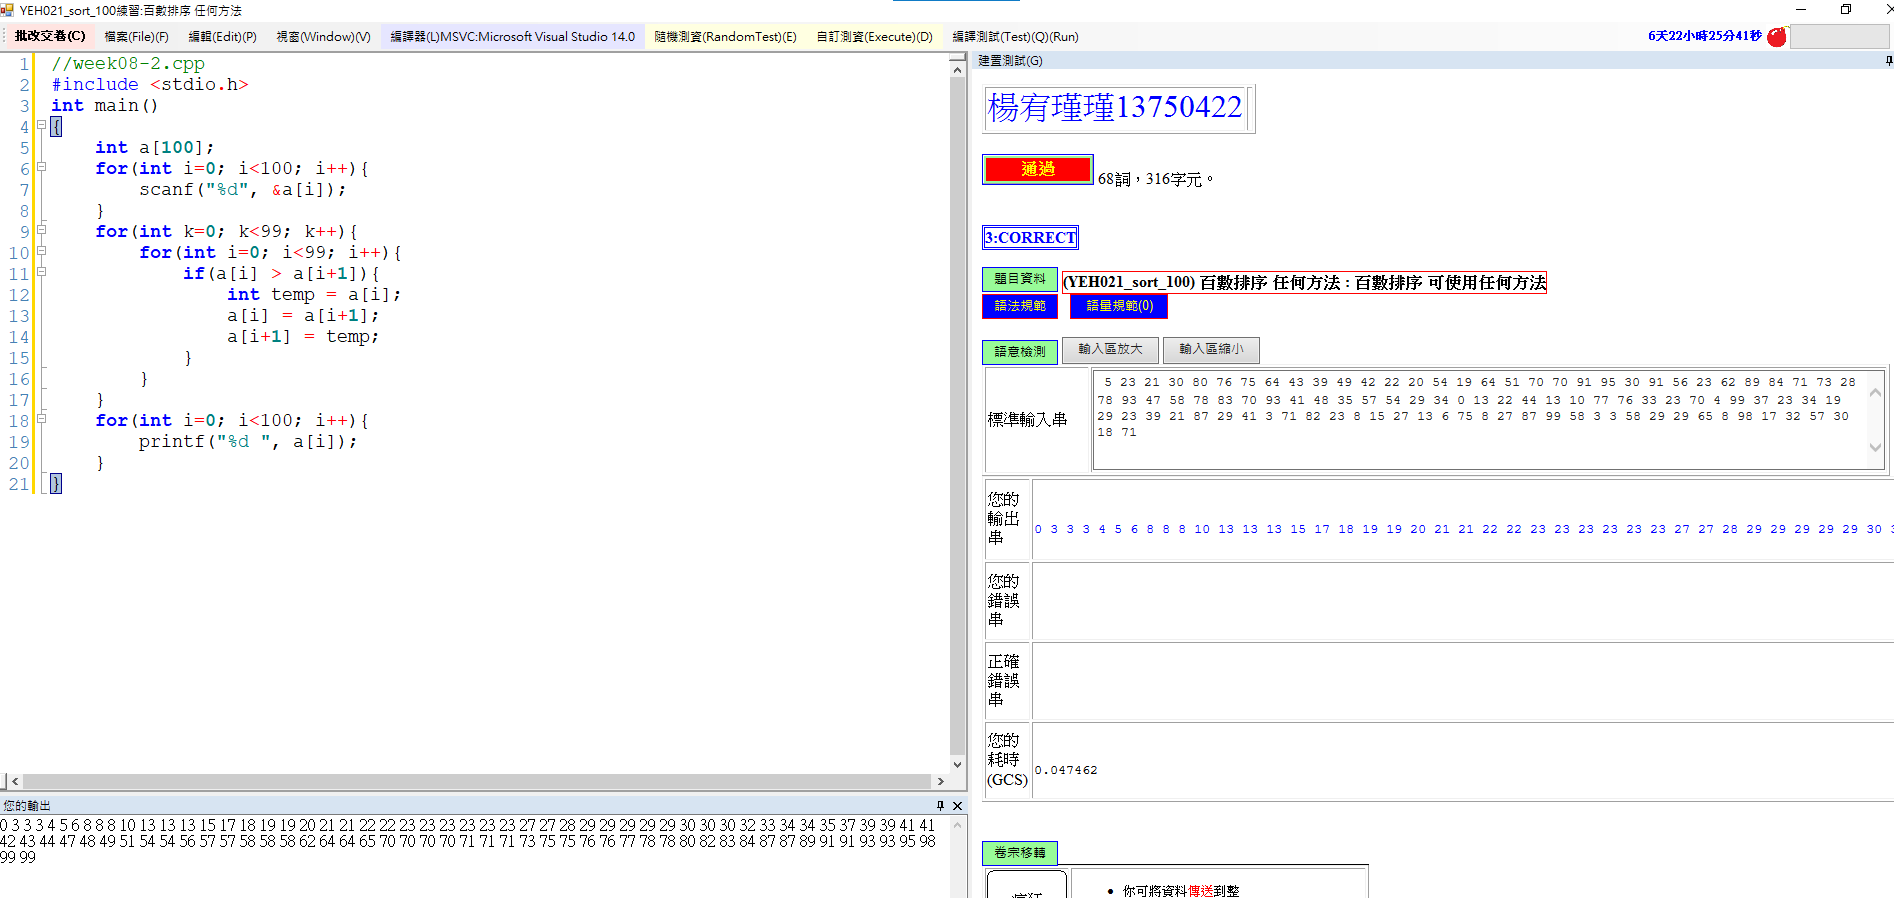 YEH021_sort_100練習:百數排序 任何方法
批改交卷(C) 檔案(File)(F) 編輯(Edit)(P) 視窗(Window)(V) 編譯器(L)MSVC:Microsoft Visual Studio 14.0 隨機測資(RandomTest)(E) 自訂測資(Execute)(D) 編譯測試(Test)(Q)(Run) 6天22小時25分41秒
1 //week08-2.cpp
2 #include <stdio.h>
3 int main()
4 {
5 int a[100];
6 for(int i=0; i<100; i++){
7 scanf("%d", &a[i]);
8 }
9 for(int k=0; k<99; k++){
10 for(int i=0; i<99; i++){
11 if(a[i] > a[i+1]){
12 int temp = a[i];
13 a[i] = a[i+1];
14 a[i+1] = temp;
15 }
16 }
17 }
18 for(int i=0; i<100; i++){
19 printf("%d ", a[i]);
20 }
21 }
您的輸出
0 3 3 3 4 5 6 8 8 8 10 13 13 13 15 17 18 19 19 20 21 21 22 22 23 23 23 23 23 23 27 27 28 29 29 29 29 29 30 30 30 32 33 34 34 35 37 39 39 41 41
42 43 44 47 48 49 51 54 54 56 57 57 58 58 58 62 64 64 65 70 70 70 70 71 71 71 73 75 75 76 76 77 78 78 80 82 83 84 87 87 89 91 91 93 93 95 98
99 99
建置測試(G)
楊宥瑾瑾13750422
通過 68詞，316字元。
3:CORRECT
題目資料 (YEH021_sort_100) 百數排序 任何方法 : 百數排序 可使用任何方法
語法規範 語量規範(0)
語意檢測 輸入區放大 輸入區縮小
標準輸入串
5 23 21 30 80 76 75 64 43 39 49 42 22 20 54 19 64 51 70 70 91 95 30 91 56 23 62 89 84 71 73 28
78 93 47 58 78 83 70 93 41 48 35 57 54 29 34 0 13 22 44 13 10 77 76 33 23 70 4 99 37 23 34 19
29 23 39 21 87 29 41 3 71 82 23 8 15 27 13 6 75 8 27 87 99 58 3 3 58 29 29 65 8 98 17 32 57 30
18 71
您的
輸出
串
0 3 3 3 4 5 6 8 8 8 10 13 13 13 15 17 18 19 19 20 21 21 22 22 23 23 23 23 23 23 27 27 28 29 29 29 29 29 30
您的
錯誤
串
正確
錯誤
串
您的
耗時
(GCS)
0.047462
卷宗移轉
• 你可將資料傳送到整